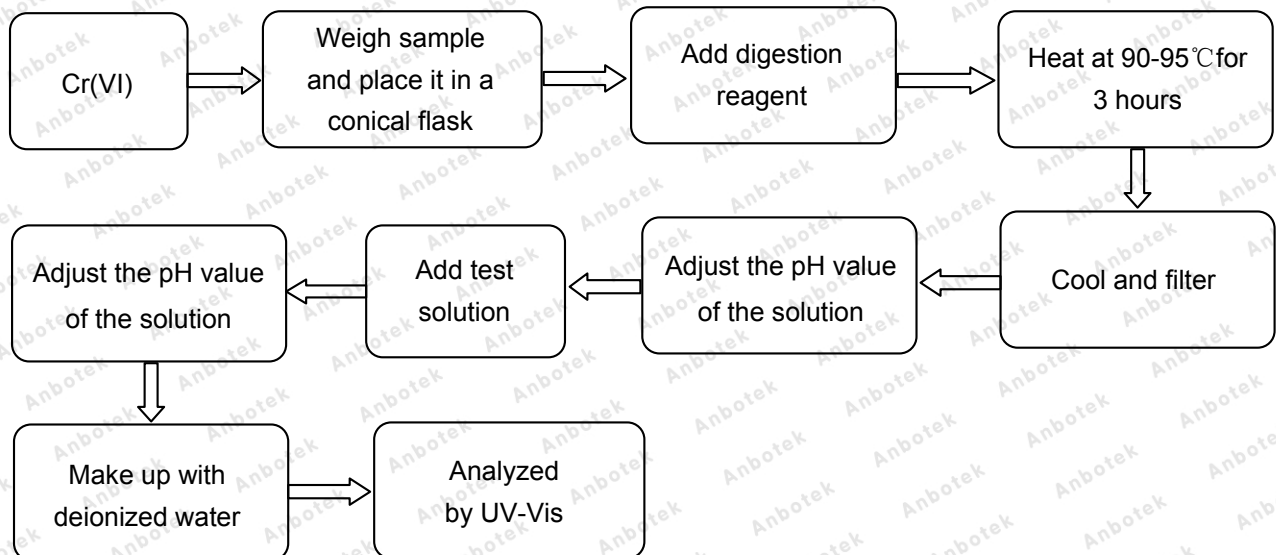 Cr(VI)
Weigh sample
and place it in a
conical flask
Add digestion
reagent
Heat at 90-95℃for
3 hours
Cool and filter
Adjust the pH value
of the solution
Add test
solution
Adjust the pH value
of the solution
Make up with
deionized water
Analyzed
by UV-Vis
Anbotek